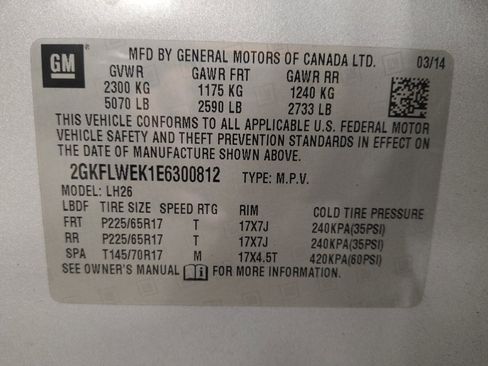 GM
MFD BY GENERAL MOTORS OF CANADA LTD. 03/14
GVWR GAWR FRT GAWR RR
2300 KG 1175 KG 1240 KG
5070 LB 2590 LB 2733 LB
THIS VEHICLE CONFORMS TO ALL APPLICABLE U.S. FEDERAL MOTOR
VEHICLE SAFETY AND THEFT PREVENTION STANDARDS IN EFFECT ON
THE DATE OF MANUFACTURE SHOWN ABOVE.
2GKFLWEK1E6300812 TYPE: M.P.V.
MODEL: LH26
LBDF TIRE SIZE SPEED RTG RIM COLD TIRE PRESSURE
FRT P225/65R17 T 17X7J 240KPA(35PSI)
RR P225/65R17 T 17X7J 240KPA(35PSI)
SPA T145/70R17 M 17X4.5T 420KPA(60PSI)
SEE OWNER'S MANUAL FOR MORE INFORMATION.